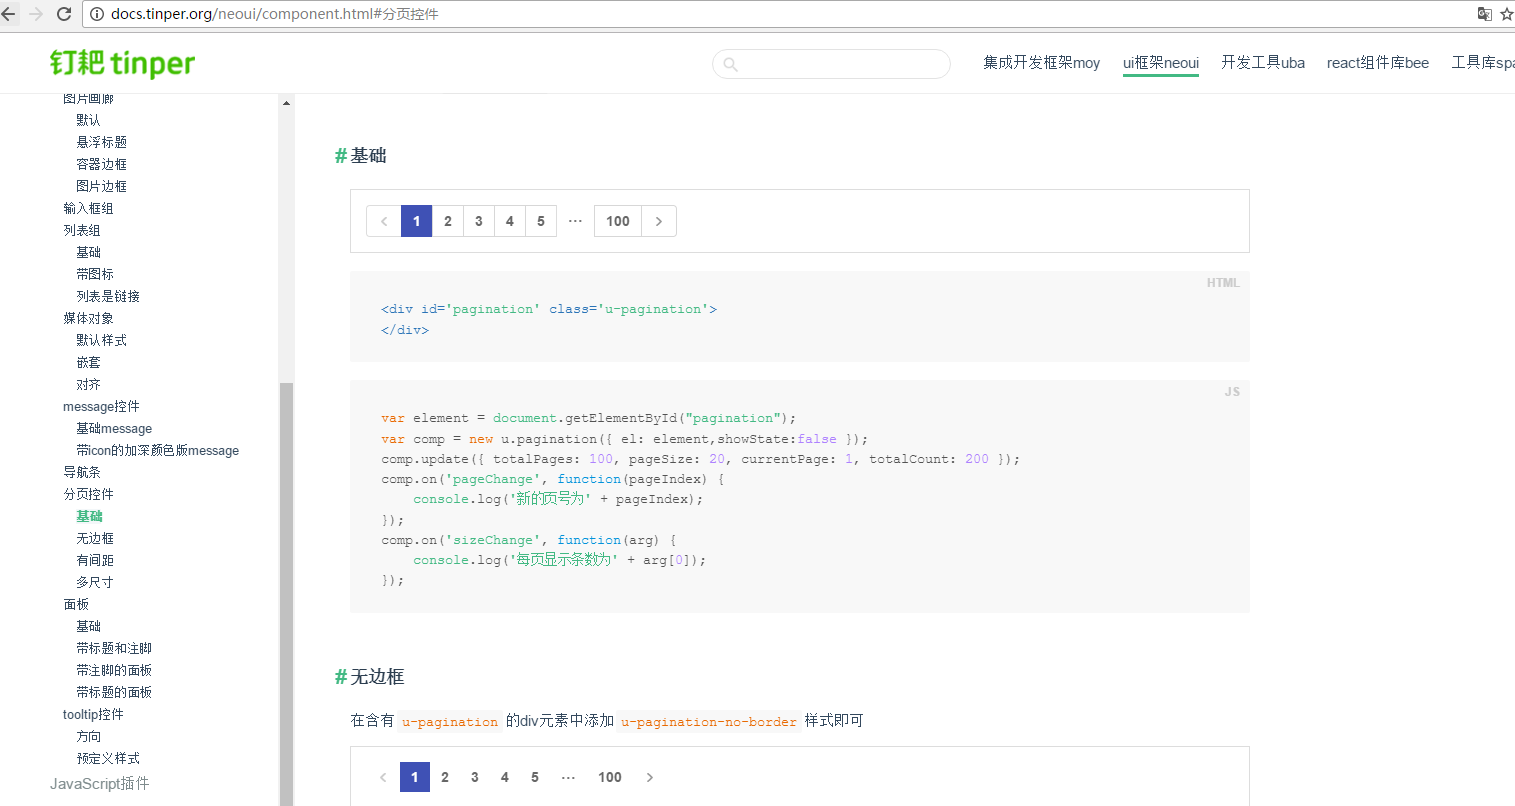 docs.tinper.org/neoui/component.html#分页控件
钉耙 tinper
集成开发框架moy
ui框架neoui
开发工具uba
react组件库bee
工具库spa
图片画廊
默认
悬浮标题
容器边框
图片边框
输入框组
列表组
基础
带图标
列表是链接
媒体对象
默认样式
嵌套
对齐
message控件
基础message
带icon的加深颜色版message
导航条
分页控件
基础
无边框
有间距
多尺寸
面板
基础
带标题和注脚
带注脚的面板
带标题的面板
tooltip控件
方向
预定义样式
JavaScript插件
#基础
< 1 2 3 4 5 ··· 100 >
HTML
<div id='pagination' class='u-pagination'>
</div>
JS
var element = document.getElementById("pagination");
var comp = new u.pagination({ el: element,showState:false });
comp.update({ totalPages: 100, pageSize: 20, currentPage: 1, totalCount: 200 });
comp.on('pageChange', function(pageIndex) {
    console.log('新的页号为' + pageIndex);
});
comp.on('sizeChange', function(arg) {
    console.log('每页显示条数为' + arg[0]);
});
#无边框
在含有 u-pagination 的div元素中添加 u-pagination-no-border 样式即可
< 1 2 3 4 5 ··· 100 >